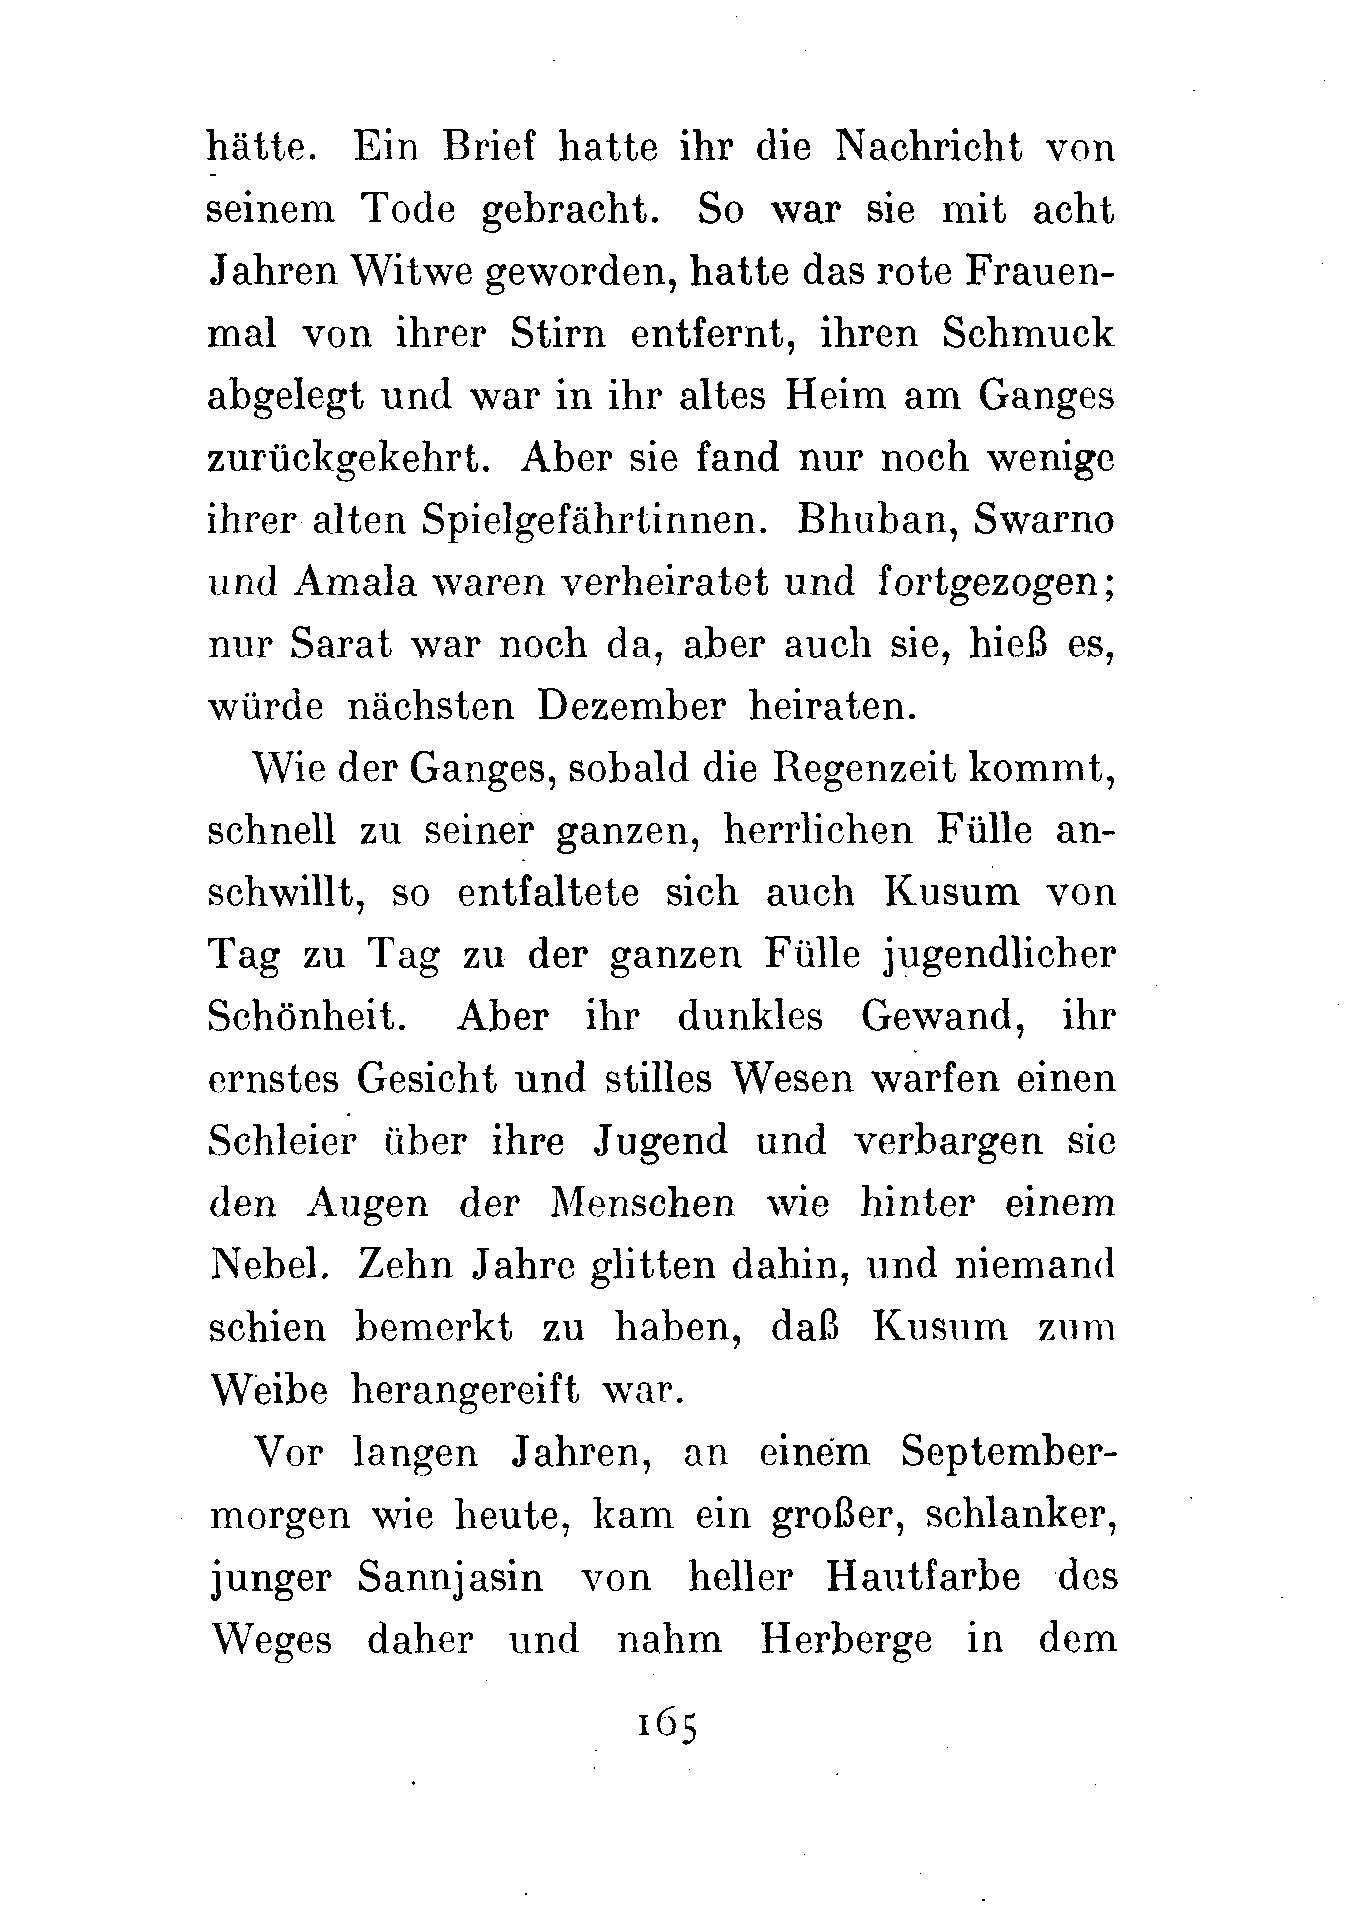 hätte. Ein Brief hatte ihr die Nachricht von
seinem Tode gebracht. So war sie mit acht
Jahren Witwe geworden, hatte das rote Frauen-
mal von ihrer Stirn entfernt, ihren Schmuck
abgelegt und war in ihr altes Heim am Ganges
zurückgekehrt. Aber sie fand nur noch wenige
ihrer alten Spielgefährtinnen. Bhuban, Swarno
und Amala waren verheiratet und fortgezogen;
nur Sarat war noch da, aber auch sie, hieß es,
würde nächsten Dezember heiraten.
Wie der Ganges, sobald die Regenzeit kommt,
schnell zu seiner ganzen, herrlichen Fülle an-
schwillt, so entfaltete sich auch Kusum von
Tag zu Tag zu der ganzen Fülle jugendlicher
Schönheit. Aber ihr dunkles Gewand, ihr
ernstes Gesicht und stilles Wesen warfen einen
Schleier über ihre Jugend und verbargen sie
den Augen der Menschen wie hinter einem
Nebel. Zehn Jahre glitten dahin, und niemand
schien bemerkt zu haben, daß Kusum zum
Weibe herangereift war.
Vor langen Jahren, an einem September-
morgen wie heute, kam ein großer, schlanker,
junger Sannjasin von heller Hautfarbe des
Weges daher und nahm Herberge in dem
165